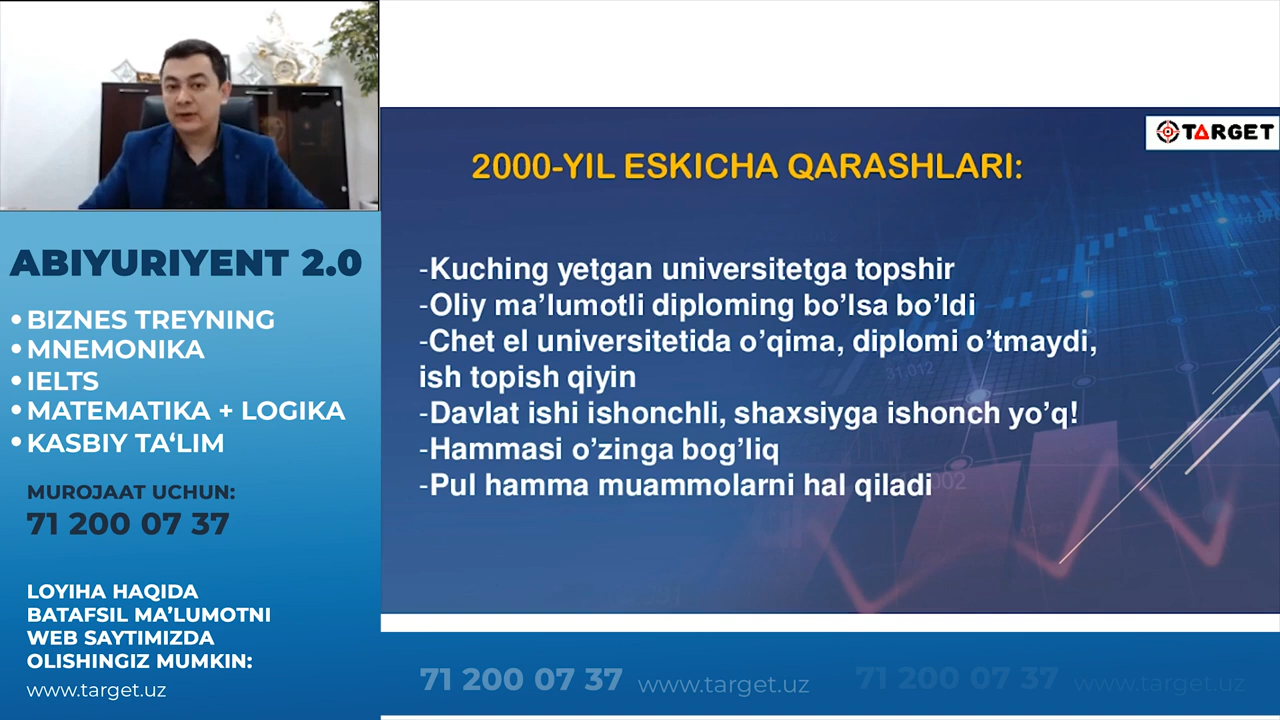 TARGET
2000-YIL ESKICHA QARASHLARI:
-Kuching yetgan universitetga topshir
-Oliy ma’lumotli diploming bo’lsa bo’ldi
-Chet el universitetida o’qima, diplomi o’tmaydi,
ish topish qiyin
-Davlat ishi ishonchli, shaxsiyga ishonch yo’q!
-Hammasi o’zinga bog’liq
-Pul hamma muammolarni hal qiladi
ABIYURIYENT 2.0
• BIZNES TREYNING
• MNEMONIKA
• IELTS
• MATEMATIKA + LOGIKA
• KASBIY TA‘LIM
MUROJAAT UCHUN:
71 200 07 37
LOYIHA HAQIDA
BATAFSIL MA’LUMOTNI
WEB SAYTIMIZDA
OLISHINGIZ MUMKIN:
www.target.uz
71 200 07 37 www.target.uz 71 200 07 37 www.target.uz